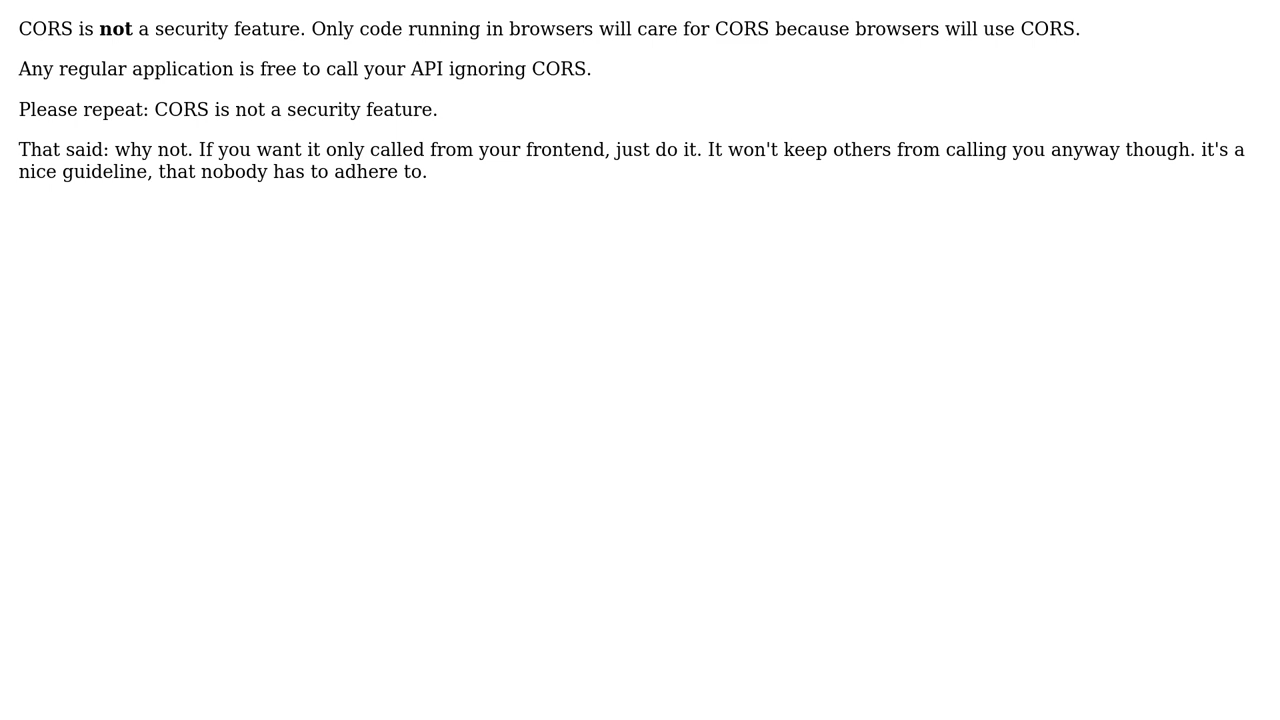 CORS is not a security feature. Only code running in browsers will care for CORS because browsers will use CORS.
Any regular application is free to call your API ignoring CORS.
Please repeat: CORS is not a security feature.
That said: why not. If you want it only called from your frontend, just do it. It won't keep others from calling you anyway though. it's a
nice guideline, that nobody has to adhere to.